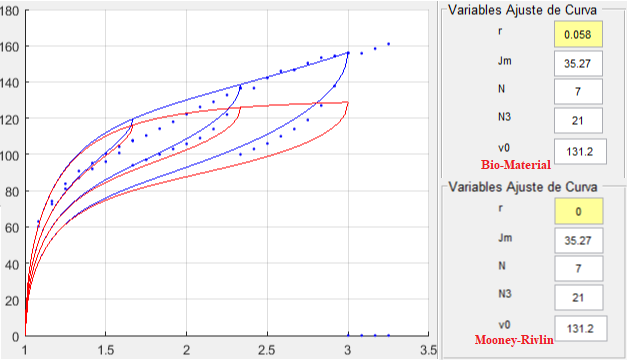 180
160
140
120
100
80
60
40
20
0
1 1.5 2 2.5 3 3.5
Variables Ajuste de Curva
r 0.058
Jm 35.27
N 7
N3 21
v0 131.2
Bio-Material
Variables Ajuste de Curva
r 0
Jm 35.27
N 7
N3 21
v0 131.2
Mooney-Rivlin